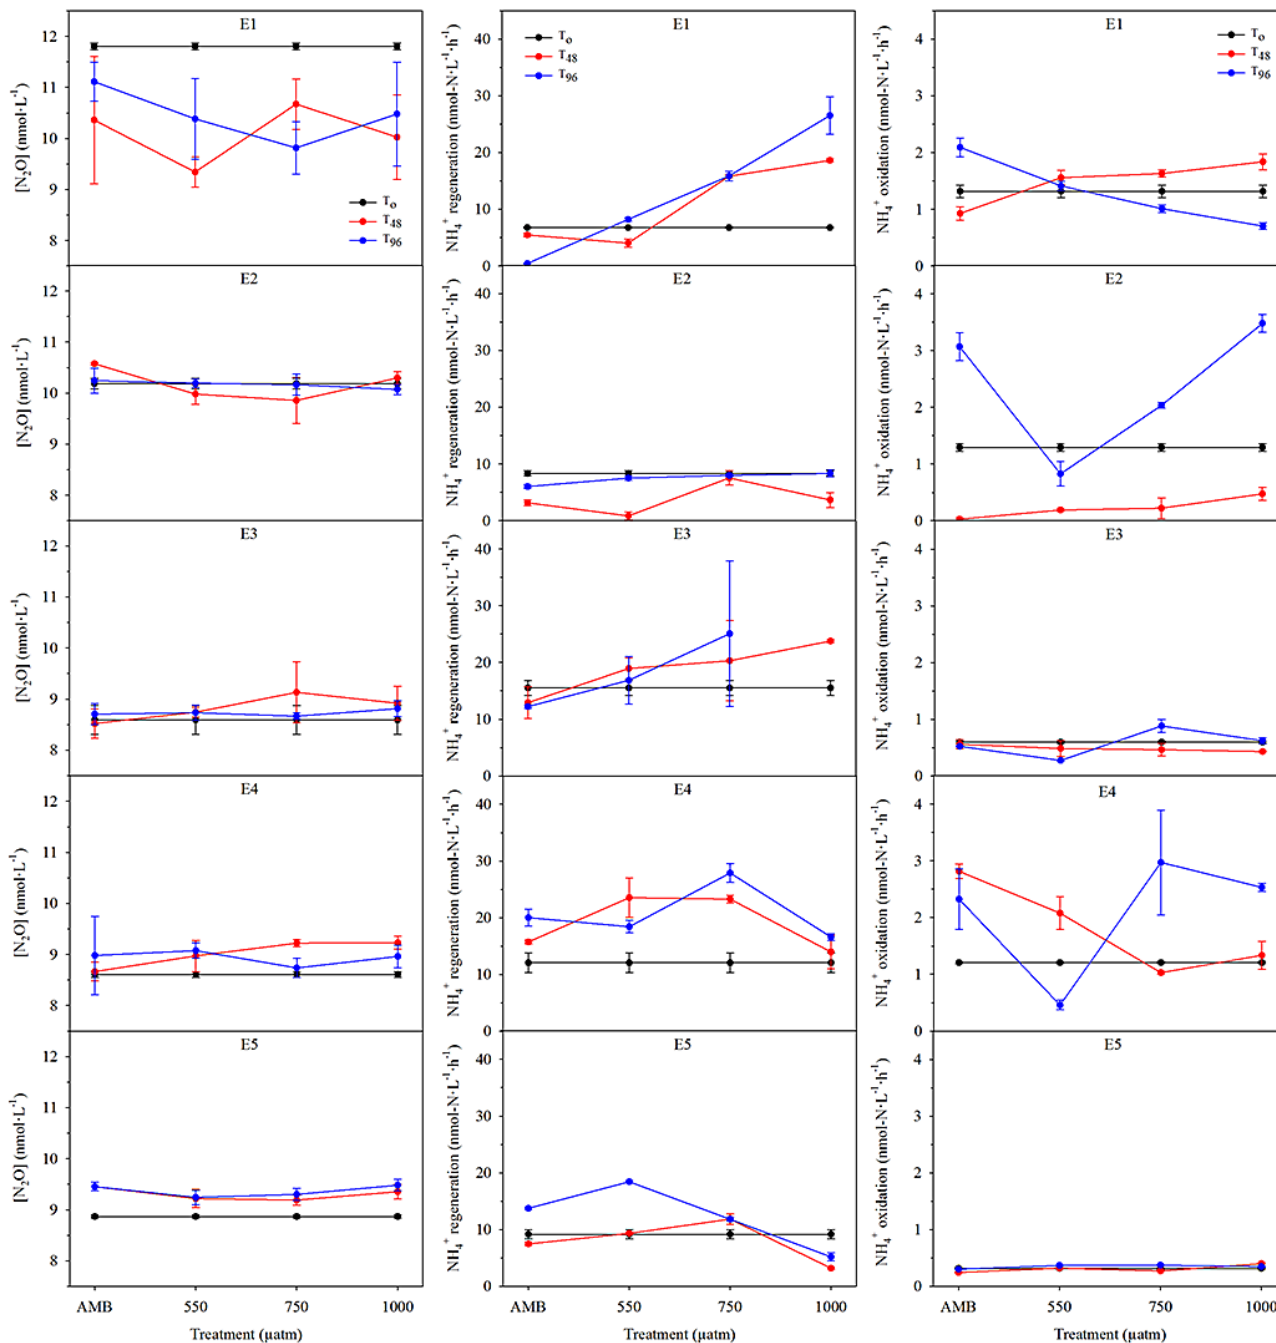 E1 E1 E1
[N₂O] (nmol·L⁻¹)
12
11
10
9
8
T₀
T₄₈
T₉₆
NH₄⁺ regeneration (nmol-N·L⁻¹·h⁻¹)
40
30
20
10
0
T₀
T₄₈
T₉₆
NH₄⁺ oxidation (nmol-N·L⁻¹·h⁻¹)
4
3
2
1
0
T₀
T₄₈
T₉₆
E2 E2 E2
[N₂O] (nmol·L⁻¹)
12
11
10
9
8
NH₄⁺ regeneration (nmol-N·L⁻¹·h⁻¹)
40
30
20
10
0
NH₄⁺ oxidation (nmol-N·L⁻¹·h⁻¹)
4
3
2
1
0
E3 E3 E3
[N₂O] (nmol·L⁻¹)
12
11
10
9
8
NH₄⁺ regeneration (nmol-N·L⁻¹·h⁻¹)
40
30
20
10
0
NH₄⁺ oxidation (nmol-N·L⁻¹·h⁻¹)
4
3
2
1
0
E4 E4 E4
[N₂O] (nmol·L⁻¹)
12
11
10
9
8
NH₄⁺ regeneration (nmol-N·L⁻¹·h⁻¹)
40
30
20
10
0
NH₄⁺ oxidation (nmol-N·L⁻¹·h⁻¹)
4
3
2
1
0
E5 E5 E5
[N₂O] (nmol·L⁻¹)
12
11
10
9
8
NH₄⁺ regeneration (nmol-N·L⁻¹·h⁻¹)
40
30
20
10
0
NH₄⁺ oxidation (nmol-N·L⁻¹·h⁻¹)
4
3
2
1
0
AMB 550 750 1000 AMB 550 750 1000 AMB 550 750 1000
Treatment (µatm) Treatment (µatm) Treatment (µatm)